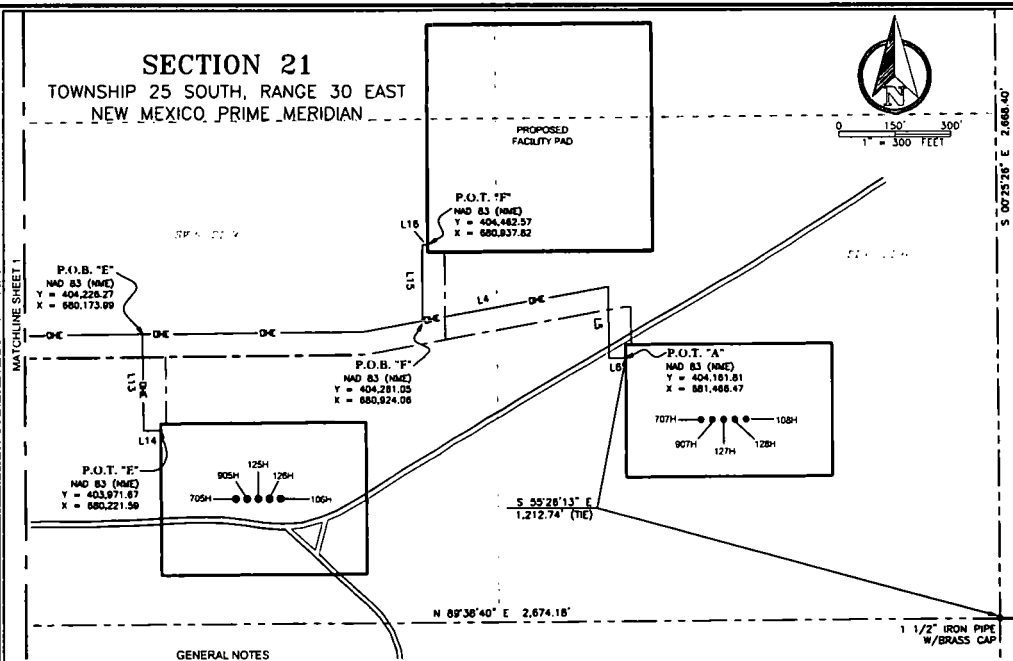 SECTION 21
TOWNSHIP 25 SOUTH, RANGE 30 EAST
NEW MEXICO PRIME MERIDIAN
N
0 150' 300'
1" = 300 FEET
S 00°25'26" E 2,668.40'
PROPOSED
FACILITY PAD
P.O.T. "F"
NAD 83 (NME)
Y = 404,462.57
X = 680,937.82
L16
L15
MATCHLINE SHEET 1
P.O.B. "E"
NAD 83 (NME)
Y = 404,226.27
X = 680,173.99
OHE
OHE
OHE
OHE
L4
OHE
L5
P.O.B. "F"
NAD 83 (NME)
Y = 404,281.05
X = 680,924.06
L6
P.O.T. "A"
NAD 83 (NME)
Y = 404,161.81
X = 681,466.47
L13
OHE
L14
707H
108H
907H
128H
127H
P.O.T. "E"
NAD 83 (NME)
Y = 403,971.67
X = 680,221.59
125H
905H
126H
705H
106H
S 55°28'13" E
1,212.74' (TIE)
N 89°38'40" E 2,674.18'
1 1/2" IRON PIPE
W/BRASS CAP
GENERAL NOTES